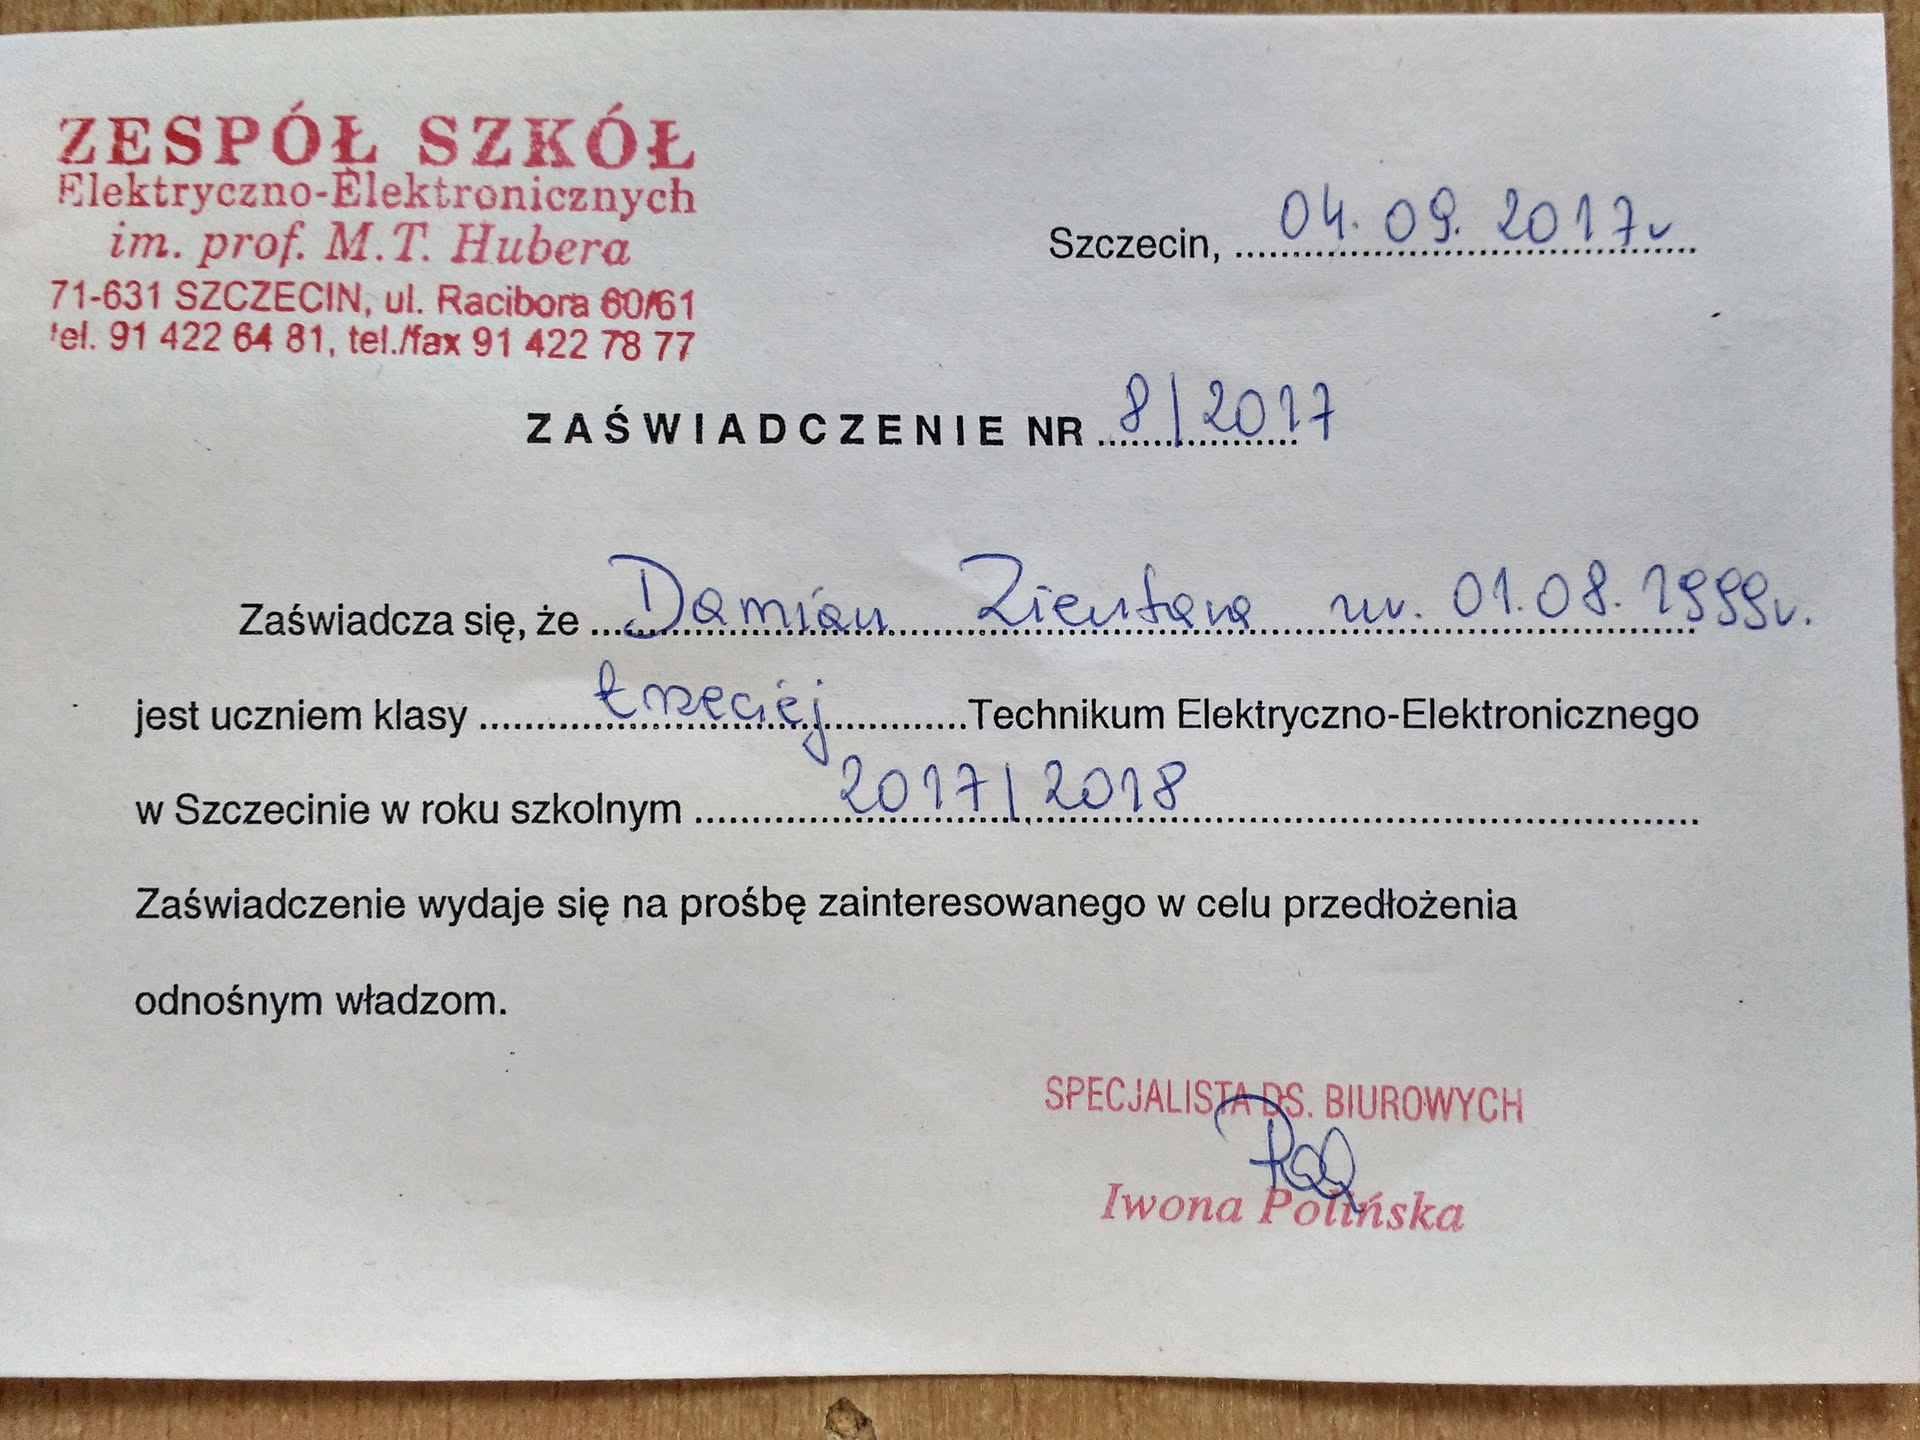 ZESPÓŁ SZKÓŁ
Elektryczno-Elektronicznych
im. prof. M.T. Hubera
71-631 SZCZECIN, ul. Racibora 60/61
tel. 91 422 64 81, tel./fax 91 422 78 77
Szczecin, 04.09.2017r
ZAŚWIADCZENIE NR 8/2017
Zaświadcza się, że Damian Zientara ur. 01.08.1999r.
jest uczniem klasy trzeciej Technikum Elektryczno-Elektronicznego
w Szczecinie w roku szkolnym 2017/2018
Zaświadczenie wydaje się na prośbę zainteresowanego w celu przedłożenia
odnośnym władzom.
SPECJALISTA DS. BIUROWYCH
Iwona Polińska